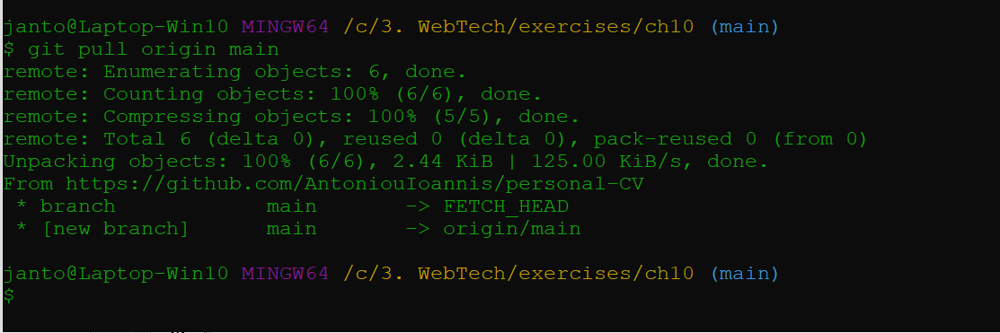 janto@Laptop-Win10 MINGW64 /c/3. WebTech/exercises/ch10 (main)
$ git pull origin main
remote: Enumerating objects: 6, done.
remote: Counting objects: 100% (6/6), done.
remote: Compressing objects: 100% (5/5), done.
remote: Total 6 (delta 0), reused 0 (delta 0), pack-reused 0 (from 0)
Unpacking objects: 100% (6/6), 2.44 KiB | 125.00 KiB/s, done.
From https://github.com/AntoniouIoannis/personal-CV
 * branch            main       -> FETCH_HEAD
 * [new branch]      main       -> origin/main
janto@Laptop-Win10 MINGW64 /c/3. WebTech/exercises/ch10 (main)
$